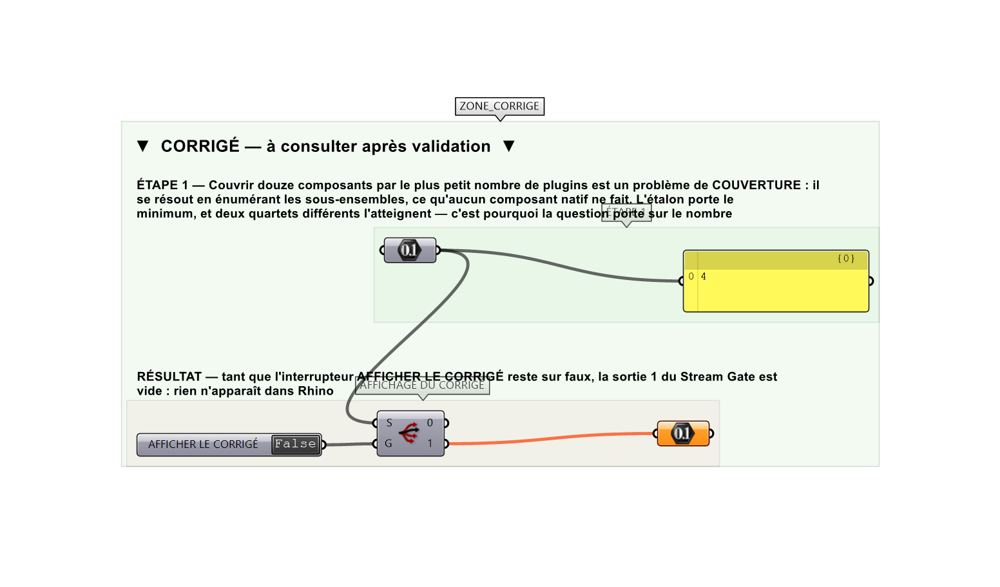 ZONE_CORRIGE
▼ CORRIGÉ — à consulter après validation ▼
ÉTAPE 1 — Couvrir douze composants par le plus petit nombre de plugins est un problème de COUVERTURE : il
se résout en énumérant les sous-ensembles, ce qu'aucun composant natif ne fait. L'étalon porte le
minimum, et deux quartets différents l'atteignent — c'est pourquoi la question porte sur le nombre
ÉTAPE 1
0.1
{0}
0 4
RÉSULTAT — tant que l'interrupteur AFFICHER LE CORRIGÉ reste sur faux, la sortie 1 du Stream Gate est
vide : rien n'apparaît dans Rhino
AFFICHAGE DU CORRIGÉ
S 0
G 1
AFFICHER LE CORRIGÉ False
0.1